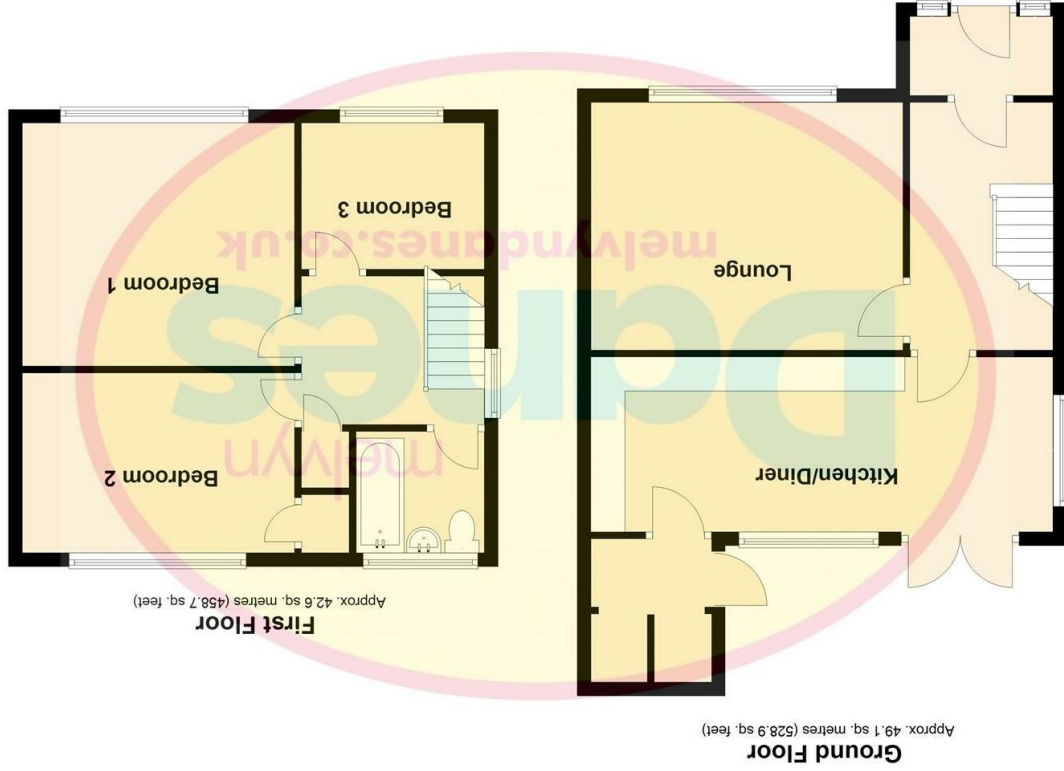 Ground Floor
Approx. 49.1 sq. metres (528.9 sq. feet)
Kitchen/Diner
Lounge
First Floor
Approx. 42.6 sq. metres (458.7 sq. feet)
Bedroom 2
Bedroom 1
Bedroom 3
melvyn
Danes
melvyndanes.co.uk